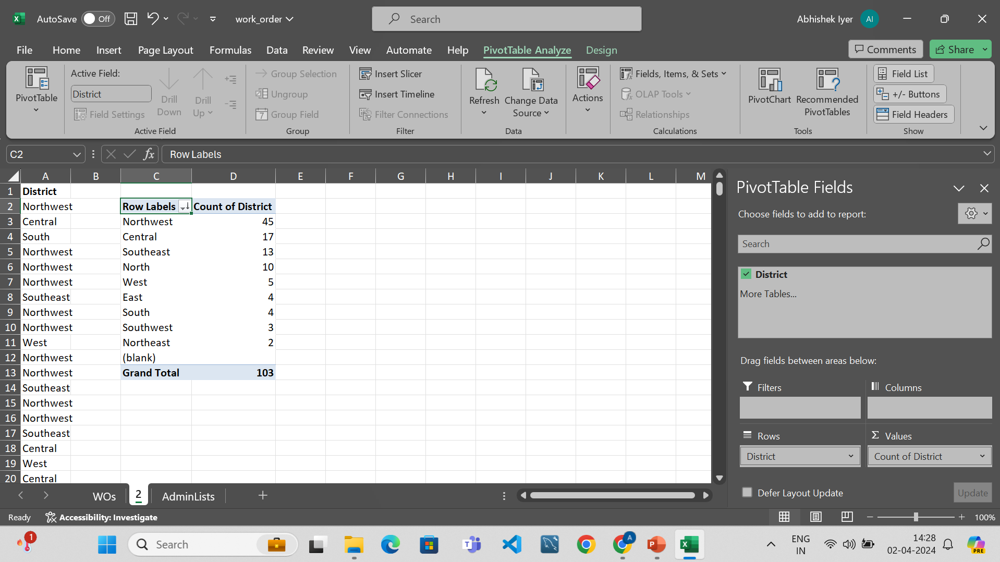 AutoSave Off work_order Search Abhishek Iyer AI
File Home Insert Page Layout Formulas Data Review View Automate Help PivotTable Analyze Design Comments Share
PivotTable
Active Field:
District
Field Settings
Drill Down
Drill Up
Active Field
Group Selection
Ungroup
7 Group Field
Group
Insert Slicer
Insert Timeline
Filter Connections
Filter
Refresh
Change Data Source
Data
Actions
Fields, Items, & Sets
OLAP Tools
Relationships
Calculations
PivotChart
Recommended PivotTables
Tools
Field List
+/- Buttons
Field Headers
Show
C2 fx Row Labels
A B C D E F G H I J K L M
1 District
2 Northwest Row Labels Count of District
3 Central Northwest 45
4 South Central 17
5 Northwest Southeast 13
6 Northwest North 10
7 Northwest West 5
8 Southeast East 4
9 Northwest South 4
10 Northwest Southwest 3
11 West Northeast 2
12 Northwest (blank)
13 Northwest Grand Total 103
14 Southeast
15 Northwest
16 Northwest
17 Southeast
18 Central
19 West
20 Central
PivotTable Fields
Choose fields to add to report:
Search
District
More Tables...
Drag fields between areas below:
Filters
Columns
Rows
Σ Values
District
Count of District
Defer Layout Update Update
WOs 2 AdminLists
Ready Accessibility: Investigate 100%
1 Search A ENG IN 14:28 02-04-2024 PRE